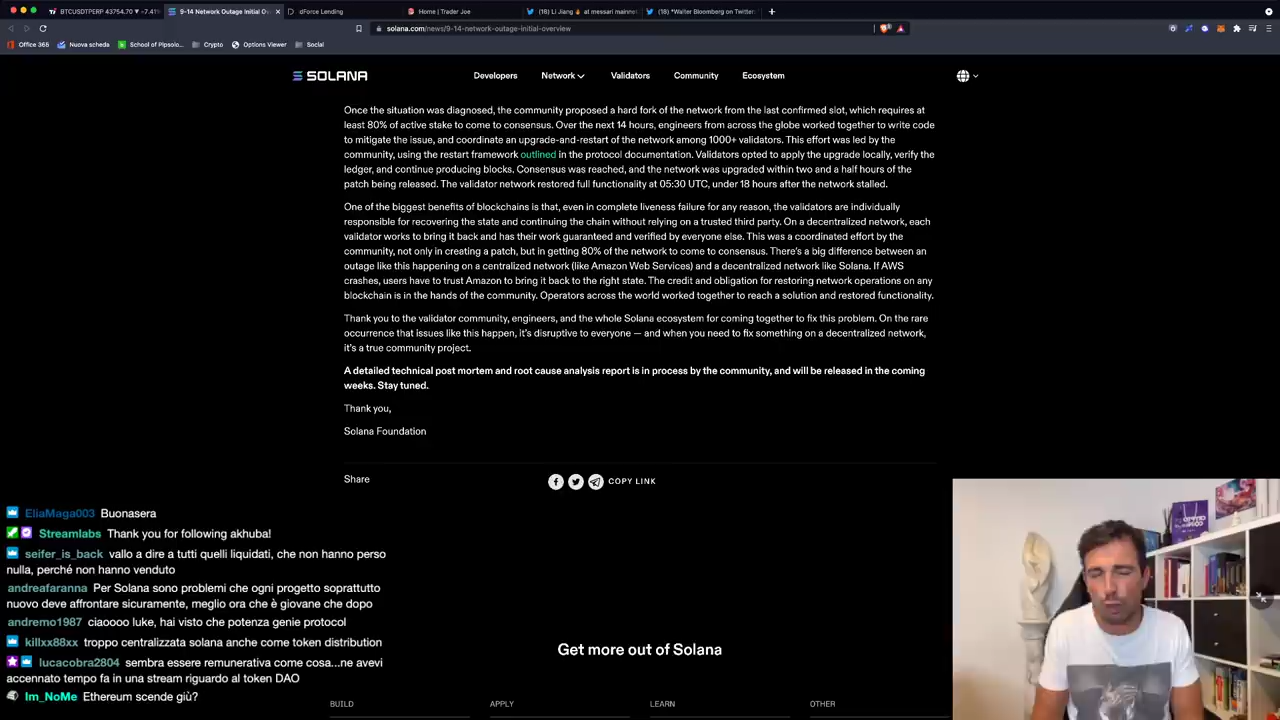 BTCUSDTPERP 43754.70 ▼ -7.41%
9-14 Network Outage Initial Ov
dForce Lending
Home | Trader Joe
(18) Li Jiang 🔥 at messari mainn
(18) *Walter Bloomberg on Twitter:
solana.com/news/9-14-network-outage-initial-overview
Office 365
Nuova scheda
School of Pipsolo...
Crypto
Options Viewer
Social
SOLANA
Developers
Network
Validators
Community
Ecosystem
Once the situation was diagnosed, the community proposed a hard fork of the network from the last confirmed slot, which requires at
least 80% of active stake to come to consensus. Over the next 14 hours, engineers from across the globe worked together to write code
to mitigate the issue, and coordinate an upgrade-and-restart of the network among 1000+ validators. This effort was led by the
community, using the restart framework outlined in the protocol documentation. Validators opted to apply the upgrade locally, verify the
ledger, and continue producing blocks. Consensus was reached, and the network was upgraded within two and a half hours of the
patch being released. The validator network restored full functionality at 05:30 UTC, under 18 hours after the network stalled.
One of the biggest benefits of blockchains is that, even in complete liveness failure for any reason, the validators are individually
responsible for recovering the state and continuing the chain without relying on a trusted third party. On a decentralized network, each
validator works to bring it back and has their work guaranteed and verified by everyone else. This was a coordinated effort by the
community, not only in creating a patch, but in getting 80% of the network to come to consensus. There's a big difference between an
outage like this happening on a centralized network (like Amazon Web Services) and a decentralized network like Solana. If AWS
crashes, users have to trust Amazon to bring it back to the right state. The credit and obligation for restoring network operations on any
blockchain is in the hands of the community. Operators across the world worked together to reach a solution and restored functionality.
Thank you to the validator community, engineers, and the whole Solana ecosystem for coming together to fix this problem. On the rare
occurrence that issues like this happen, it's disruptive to everyone — and when you need to fix something on a decentralized network,
it's a true community project.
A detailed technical post mortem and root cause analysis report is in process by the community, and will be released in the coming
weeks. Stay tuned.
Thank you,
Solana Foundation
Share
COPY LINK
EliaMaga003 Buonasera
Streamlabs Thank you for following akhuba!
seifer_is_back vallo a dire a tutti quelli liquidati, che non hanno perso
nulla, perché non hanno venduto
andreafaranna Per Solana sono problemi che ogni progetto soprattutto
nuovo deve affrontare sicuramente, meglio ora che è giovane che dopo
andremo1987 ciaoooo luke, hai visto che potenza genie protocol
killxx88xx troppo centralizzata solana anche come token distribution
lucacobra2804 sembra essere remunerativa come cosa...ne avevi
accennato tempo fa in una stream riguardo al token DAO
Im_NoMe Ethereum scende giù?
Get more out of Solana
BUILD
APPLY
LEARN
OTHER